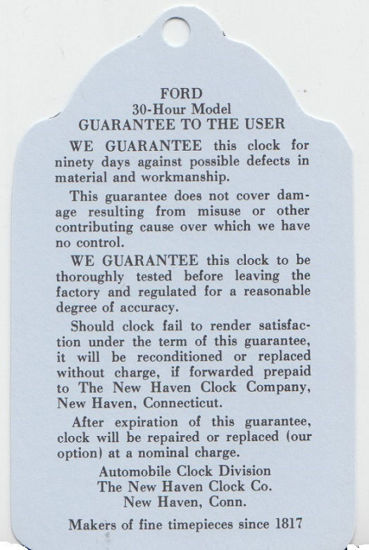 FORD
30-Hour Model
GUARANTEE TO THE USER
WE GUARANTEE this clock for
ninety days against possible defects in
material and workmanship.
This guarantee does not cover dam-
age resulting from misuse or other
contributing cause over which we have
no control.
WE GUARANTEE this clock to be
thoroughly tested before leaving the
factory and regulated for a reasonable
degree of accuracy.
Should clock fail to render satisfac-
tion under the term of this guarantee,
it will be reconditioned or replaced
without charge, if forwarded prepaid
to The New Haven Clock Company,
New Haven, Connecticut.
After expiration of this guarantee,
clock will be repaired or replaced (our
option) at a nominal charge.
Automobile Clock Division
The New Haven Clock Co.
New Haven, Conn.
Makers of fine timepieces since 1817